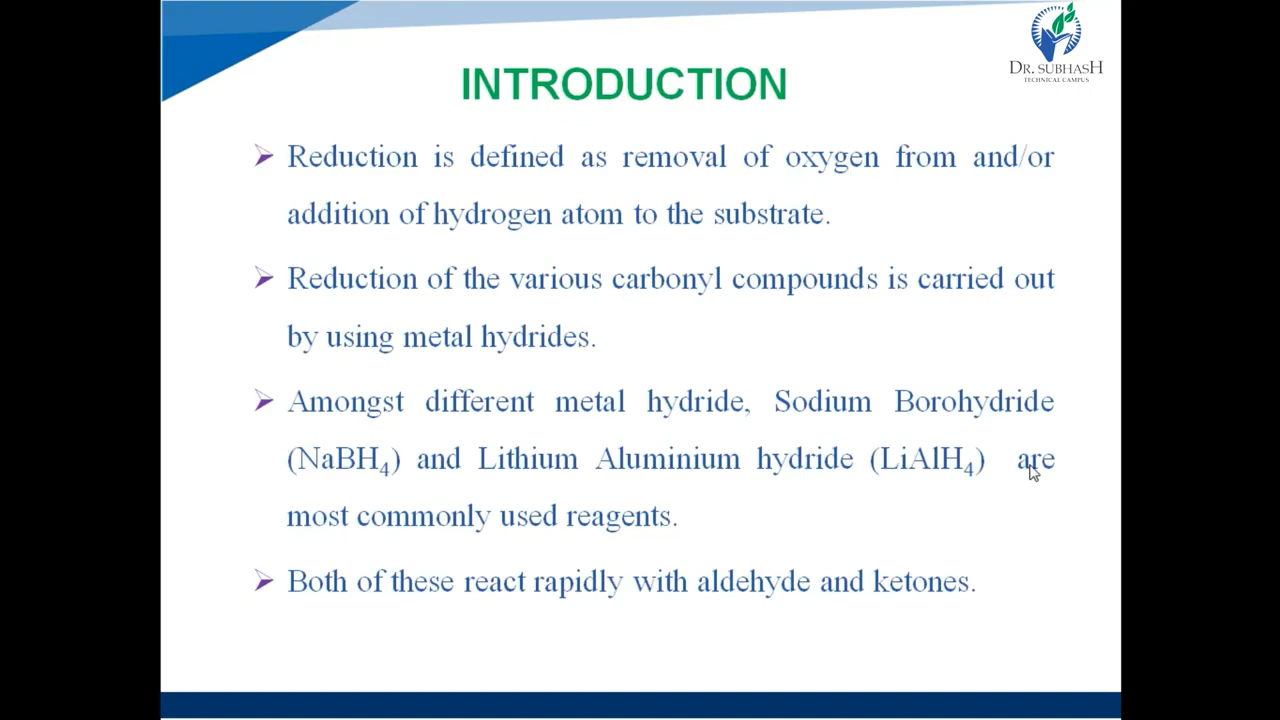 DR. SUBHASH
TECHNICAL CAMPUS
INTRODUCTION
➢ Reduction is defined as removal of oxygen from and/or
addition of hydrogen atom to the substrate.
➢ Reduction of the various carbonyl compounds is carried out
by using metal hydrides.
➢ Amongst different metal hydride, Sodium Borohydride
(NaBH₄) and Lithium Aluminium hydride (LiAlH₄) are
most commonly used reagents.
➢ Both of these react rapidly with aldehyde and ketones.